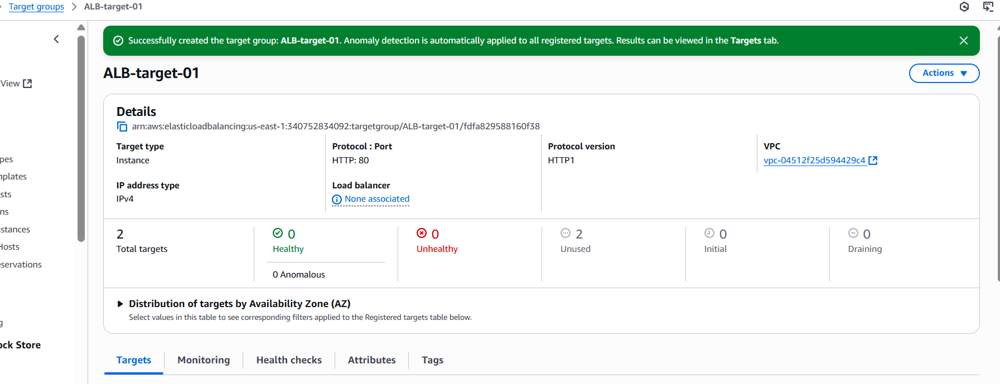 Target groups > ALB-target-01
Successfully created the target group: ALB-target-01. Anomaly detection is automatically applied to all registered targets. Results can be viewed in the Targets tab.
View
ALB-target-01
Actions
Details
arn:aws:elasticloadbalancing:us-east-1:340752834092:targetgroup/ALB-target-01/fdfa829588160f38
Target type
Instance
Protocol : Port
HTTP: 80
Protocol version
HTTP1
VPC
vpc-04512f25d594429c4
IP address type
IPv4
Load balancer
None associated
pes
nplates
sts
ns
nstances
Hosts
eservations
g
ock Store
2
Total targets
0
Healthy
0 Anomalous
0
Unhealthy
2
Unused
0
Initial
0
Draining
Distribution of targets by Availability Zone (AZ)
Select values in this table to see corresponding filters applied to the Registered targets table below.
Targets
Monitoring
Health checks
Attributes
Tags